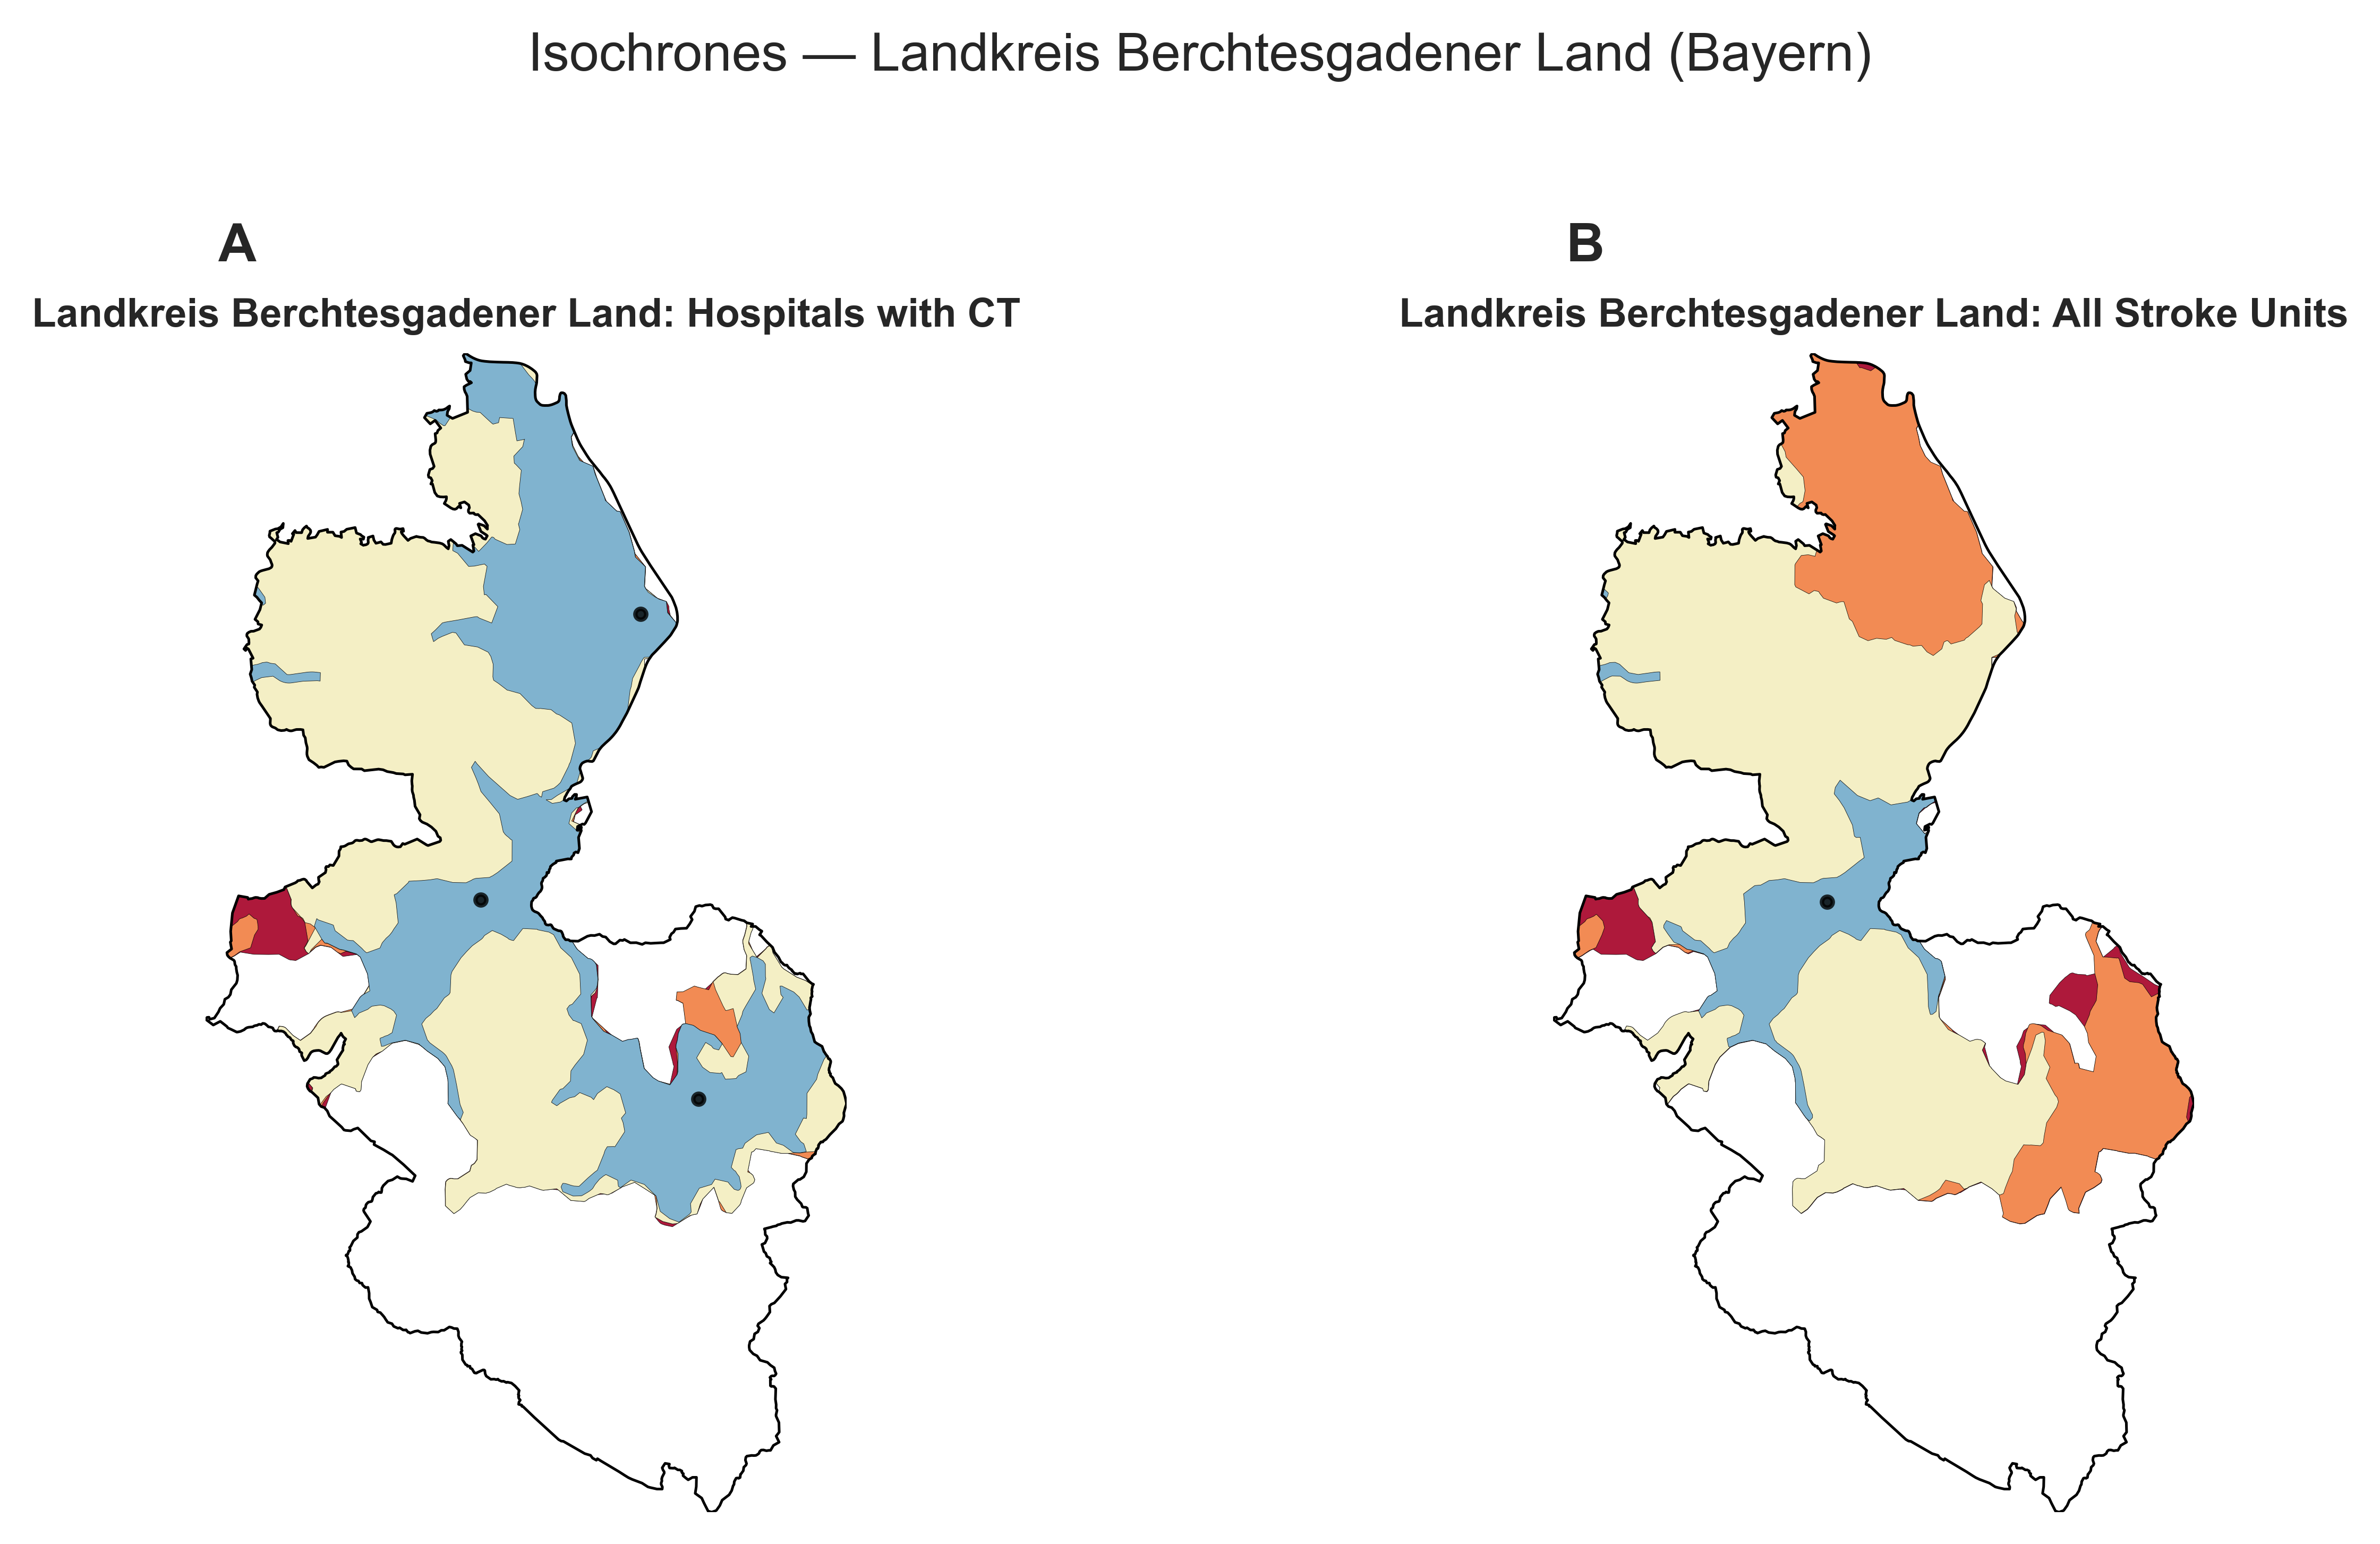 Isochrones — Landkreis Berchtesgadener Land (Bayern)
A
Landkreis Berchtesgadener Land: Hospitals with CT
B
Landkreis Berchtesgadener Land: All Stroke Units